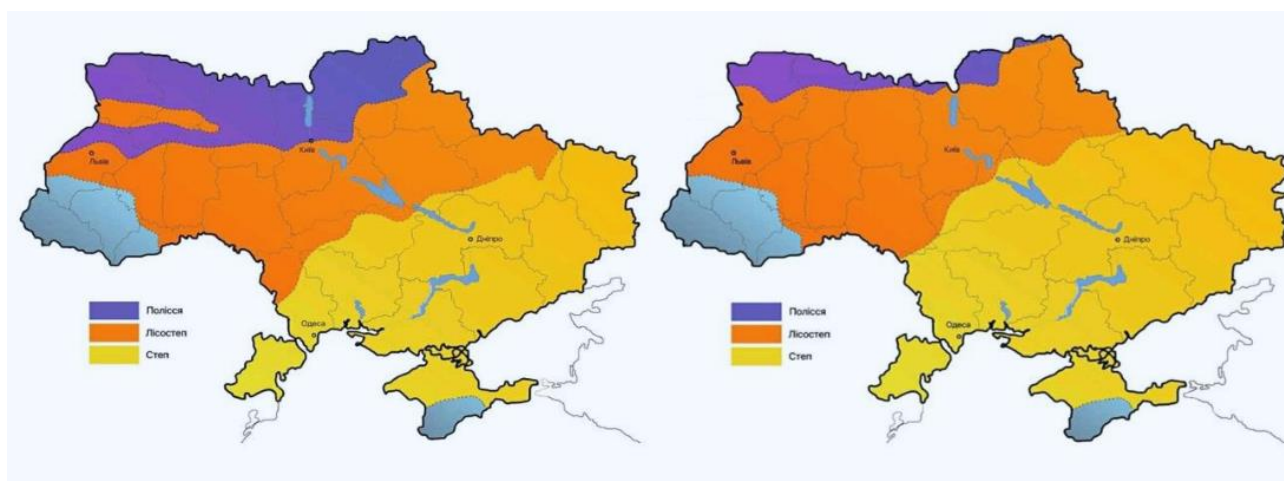 Київ
Львів
Дніпро
Полісся
Лісостеп
Одеса
Степ
Київ
Львів
Дніпро
Полісся
Лісостеп
Одеса
Степ